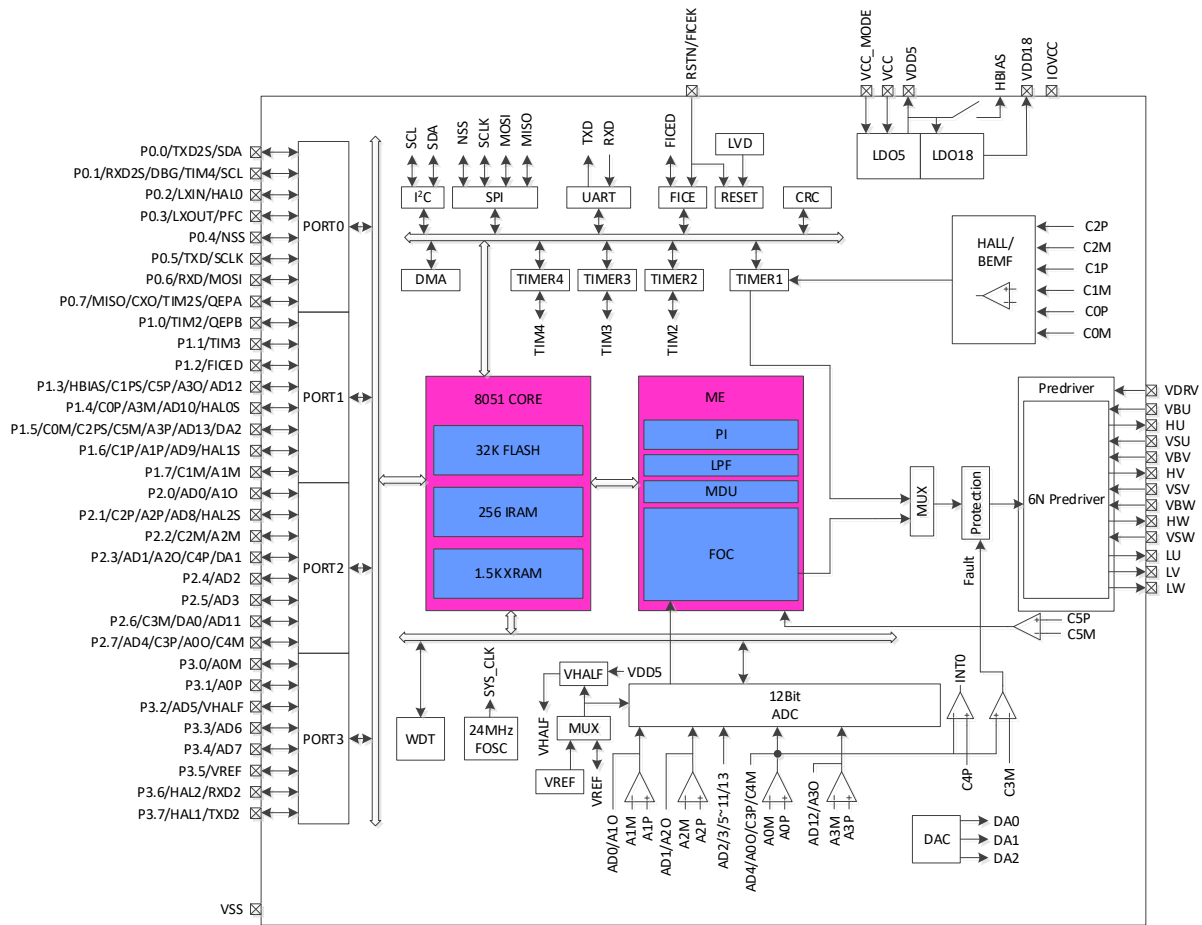 RSTN/FICEK
VCC_MODE
VCC
VDD5
HBIAS
VDD18
IOVCC
P0.0/TXD2S/SDA
P0.1/RXD2S/DBG/TIM4/SCL
P0.2/LXIN/HAL0
P0.3/LXOUT/PFC
P0.4/NSS
P0.5/TXD/SCLK
P0.6/RXD/MOSI
P0.7/MISO/CXO/TIM2S/QEPA
P1.0/TIM2/QEPB
P1.1/TIM3
P1.2/FICED
P1.3/HBIAS/C1PS/C5P/A3O/AD12
P1.4/C0P/A3M/AD10/HAL0S
P1.5/C0M/C2PS/C5M/A3P/AD13/DA2
P1.6/C1P/A1P/AD9/HAL1S
P1.7/C1M/A1M
P2.0/AD0/A1O
P2.1/C2P/A2P/AD8/HAL2S
P2.2/C2M/A2M
P2.3/AD1/A2O/C4P/DA1
P2.4/AD2
P2.5/AD3
P2.6/C3M/DA0/AD11
P2.7/AD4/C3P/A0O/C4M
P3.0/A0M
P3.1/A0P
P3.2/AD5/VHALF
P3.3/AD6
P3.4/AD7
P3.5/VREF
P3.6/HAL2/RXD2
P3.7/HAL1/TXD2
VSS
PORT0
PORT1
PORT2
PORT3
SCL
SDA
NSS
SCLK
MOSI
MISO
TXD
RXD
FICED
LVD
I²C
SPI
UART
FICE
RESET
CRC
LDO5
LDO18
DMA
TIMER4
TIMER3
TIMER2
TIMER1
TIM4
TIM3
TIM2
HALL/
BEMF
C2P
C2M
C1P
C1M
C0P
C0M
8051 CORE
32K FLASH
256 IRAM
1.5K XRAM
ME
PI
LPF
MDU
FOC
MUX
Protection
Fault
Predriver
6N Predriver
VDRV
VBU
HU
VSU
VBV
HV
VSV
VBW
HW
VSW
LU
LV
LW
C5P
C5M
WDT
SYS_CLK
24MHz
FOSC
VHALF
VDD5
VHALF
MUX
VREF
VREF
12Bit
ADC
INT0
C4P
C3M
AD0/A1O
A1M
A1P
AD1/A2O
A2M
A2P
AD2/3/5~11/13
AD4/A0O/C3P/C4M
A0M
A0P
AD12/A3O
A3M
A3P
DAC
DA0
DA1
DA2